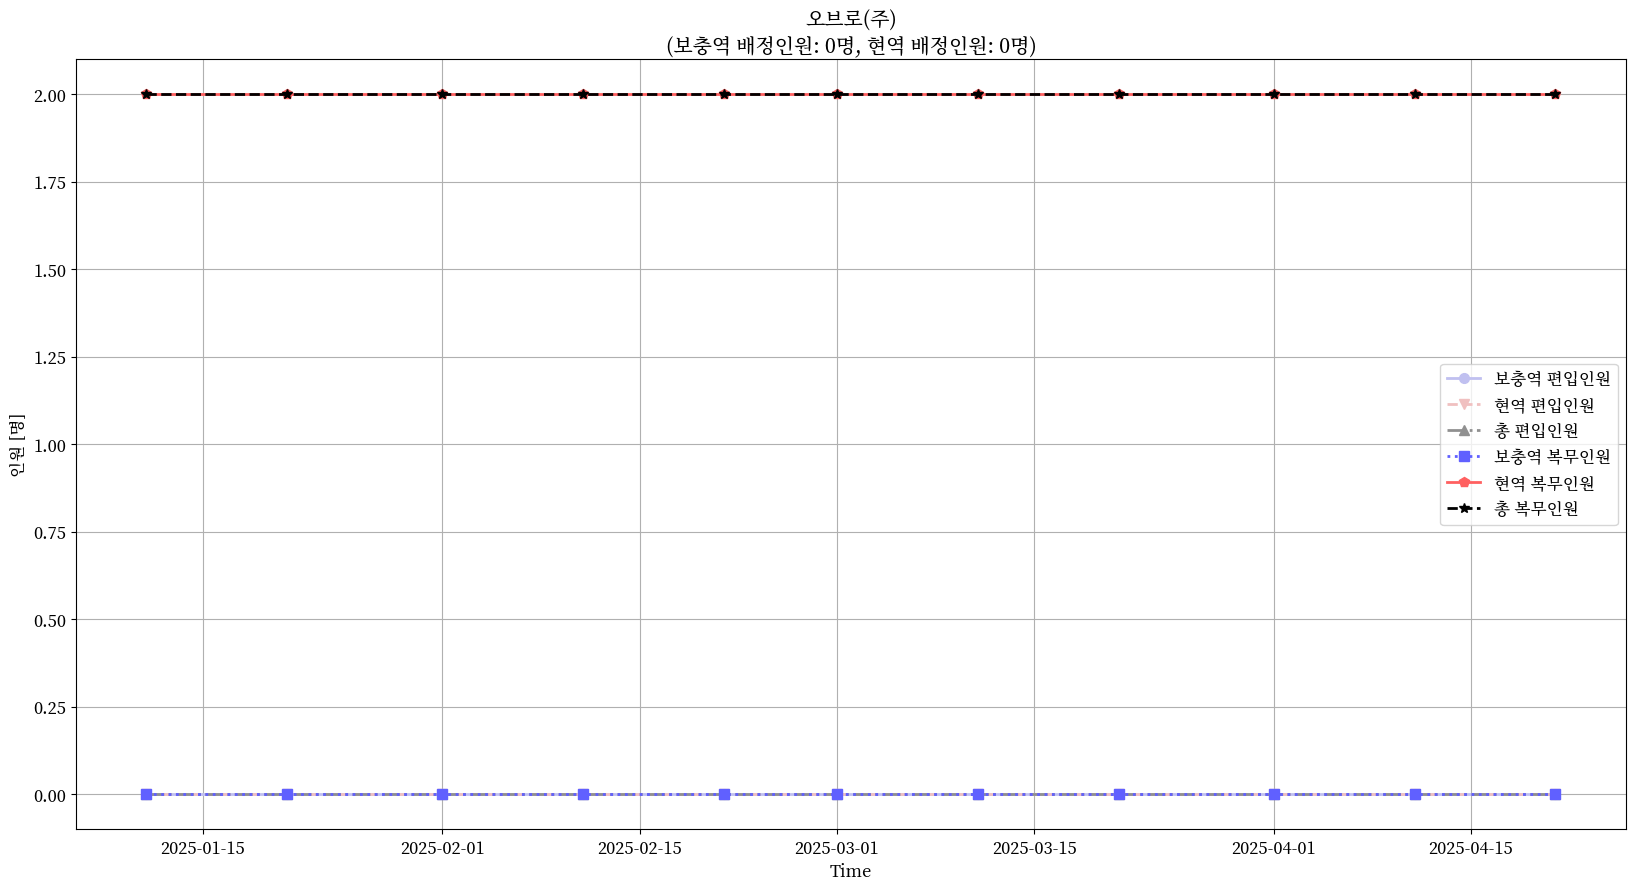 오브로(주)
(보충역 배정인원: 0명, 현역 배정인원: 0명)
인원 [명]
2.00
1.75
1.50
1.25
1.00
0.75
0.50
0.25
0.00
보충역 편입인원
현역 편입인원
총 편입인원
보충역 복무인원
현역 복무인원
총 복무인원
2025-01-15 2025-02-01 2025-02-15 2025-03-01 2025-03-15 2025-04-01 2025-04-15
Time